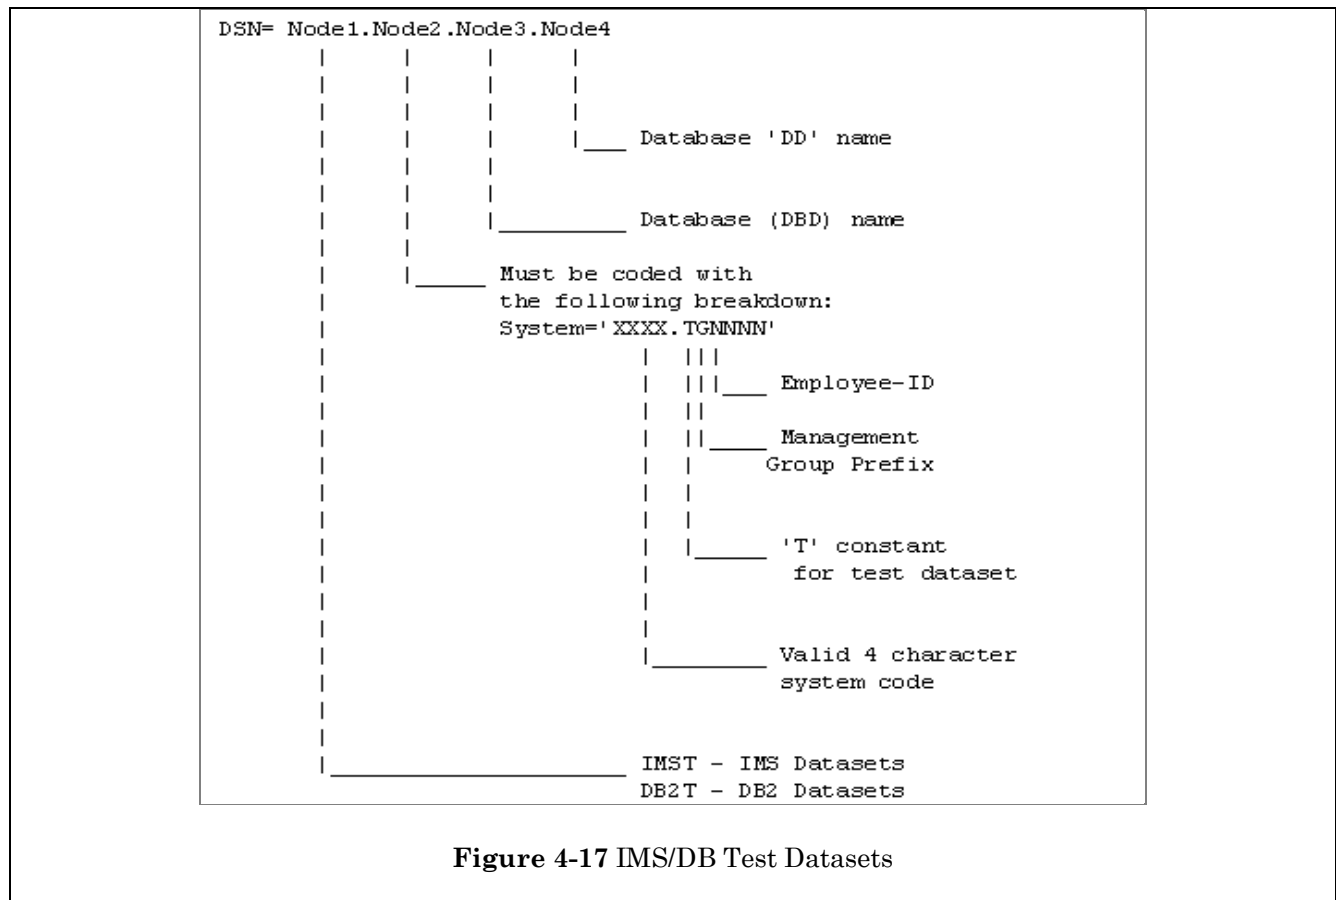 DSN= Node1.Node2.Node3.Node4
Database 'DD' name
Database (DBD) name
Must be coded with
the following breakdown:
System='XXXX.TGNNNN'
Employee-ID
Management
Group Prefix
'T' constant
for test dataset
Valid 4 character
system code
IMST - IMS Datasets
DB2T - DB2 Datasets
Figure 4-17 IMS/DB Test Datasets